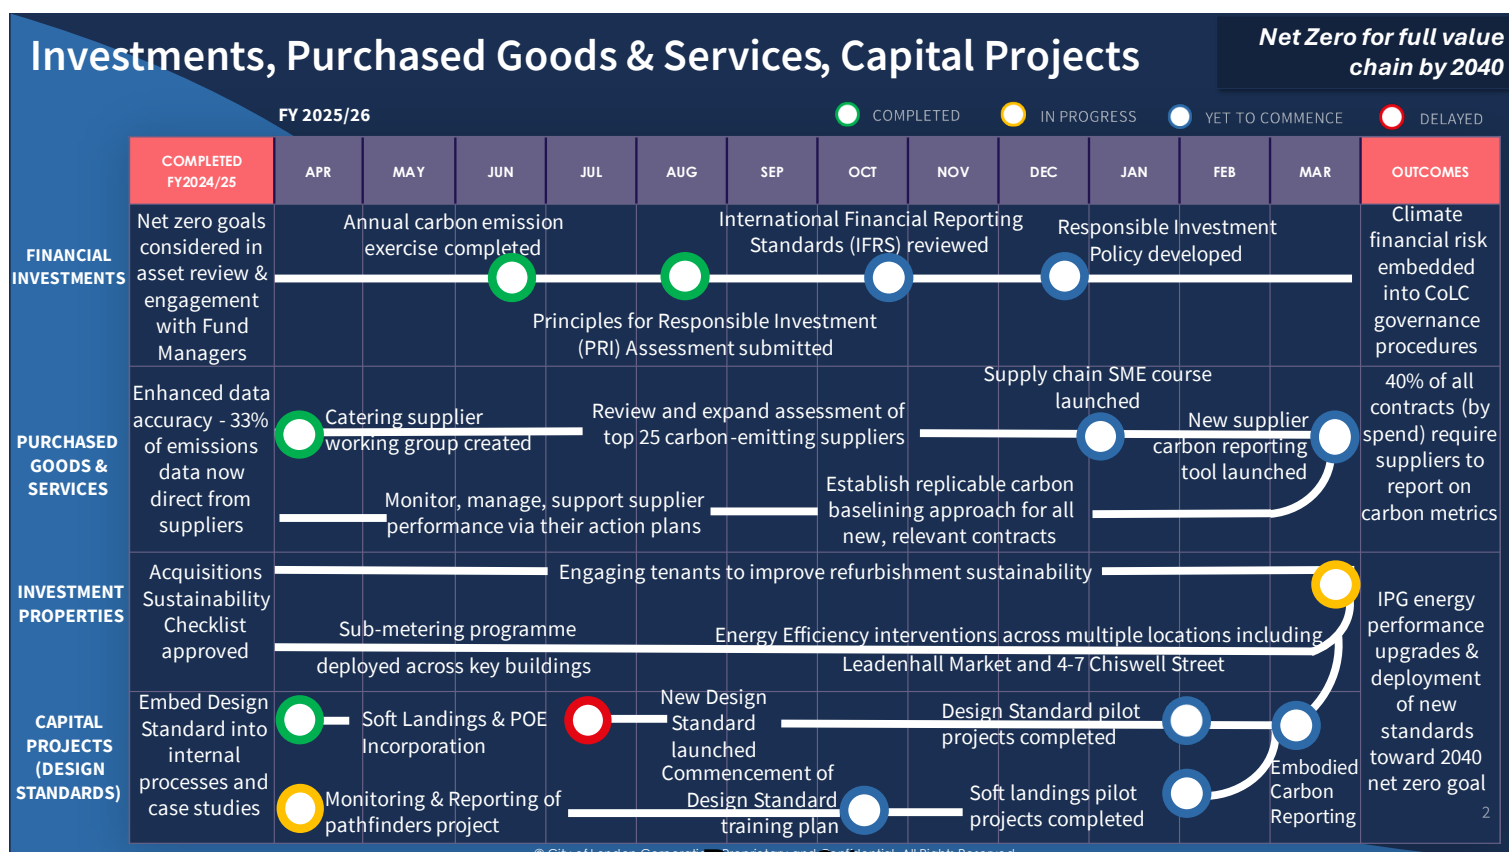 Investments, Purchased Goods & Services, Capital Projects
Net Zero for full value
chain by 2040
FY 2025/26
COMPLETED
IN PROGRESS
YET TO COMMENCE
DELAYED
COMPLETED
FY2024/25
APR
MAY
JUN
JUL
AUG
SEP
OCT
NOV
DEC
JAN
FEB
MAR
OUTCOMES
FINANCIAL
INVESTMENTS
Net zero goals
considered in
asset review &
engagement
with Fund
Managers
Annual carbon emission
exercise completed
Principles for Responsible Investment
(PRI) Assessment submitted
International Financial Reporting
Standards (IFRS) reviewed
Responsible Investment
Policy developed
Climate
financial risk
embedded
into CoLC
governance
procedures
PURCHASED
GOODS &
SERVICES
Enhanced data
accuracy - 33%
of emissions
data now
direct from
suppliers
Catering supplier
working group created
Review and expand assessment of
top 25 carbon-emitting suppliers
Supply chain SME course
launched
New supplier
carbon reporting
tool launched
Monitor, manage, support supplier
performance via their action plans
Establish replicable carbon
baselining approach for all
new, relevant contracts
40% of all
contracts (by
spend) require
suppliers to
report on
carbon metrics
INVESTMENT
PROPERTIES
Acquisitions
Sustainability
Checklist
approved
Engaging tenants to improve refurbishment sustainability
Sub-metering programme
deployed across key buildings
Energy Efficiency interventions across multiple locations including
Leadenhall Market and 4-7 Chiswell Street
IPG energy
performance
upgrades &
deployment
of new
standards
toward 2040
net zero goal
CAPITAL
PROJECTS
(DESIGN
STANDARDS)
Embed Design
Standard into
internal
processes and
case studies
Soft Landings & POE
Incorporation
New Design
Standard
launched
Design Standard pilot
projects completed
Monitoring & Reporting of
pathfinders project
Commencement of
Design Standard
training plan
Soft landings pilot
projects completed
Embodied
Carbon
Reporting
2